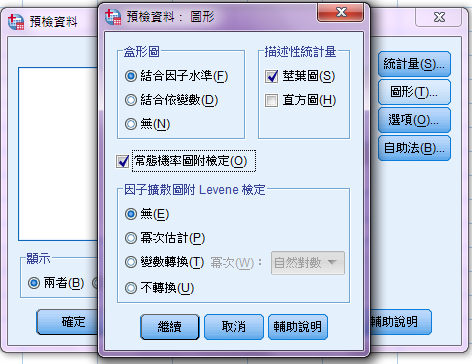 預檢資料
預檢資料： 圖形
盒形圖
結合因子水準(F)
結合依變數(D)
無(N)
描述性統計量
莖葉圖(S)
直方圖(H)
常態機率圖附檢定(O)
因子擴散圖附 Levene 檢定
無(E)
冪次估計(P)
變數轉換(T) 冪次(W)： 自然對數
不轉換(U)
繼續 取消 輔助說明
統計量(S)...
圖形(T)...
選項(O)...
自助法(B)...
顯示
兩者(B)
確定
輔助說明